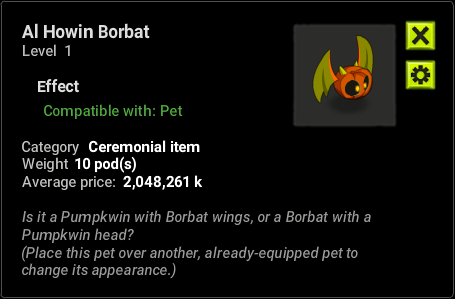 Al Howin Borbat
Level 1
Effect
Compatible with: Pet
Category Ceremonial item
Weight 10 pod(s)
Average price: 2,048,261 k
Is it a Pumpkwin with Borbat wings, or a Borbat with a
Pumpkwin head?
(Place this pet over another, already-equipped pet to
change its appearance.)